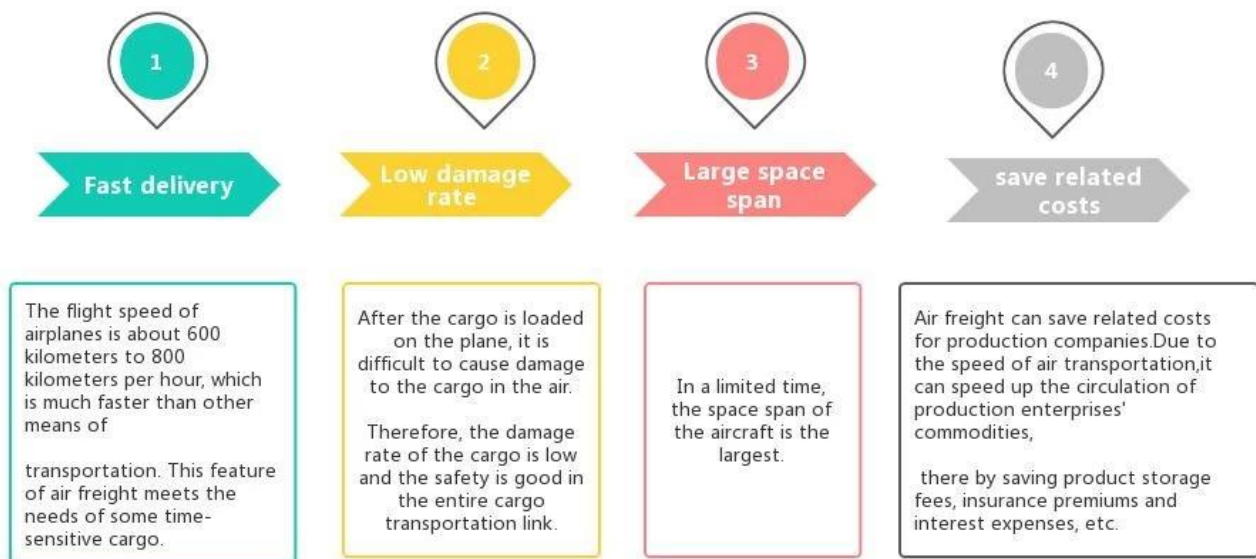 1
Fast delivery
The flight speed of
airplanes is about 600
kilometers to 800
kilometers per hour, which
is much faster than other
means of
transportation. This feature
of air freight meets the
needs of some time-
sensitive cargo.
2
Low damage
rate
After the cargo is loaded
on the plane, it is
difficult to cause damage
to the cargo in the air.
Therefore, the damage
rate of the cargo is low
and the safety is good in
the entire cargo
transportation link.
3
Large space
span
In a limited time,
the space span of
the aircraft is the
largest.
4
save related
costs
Air freight can save related costs
for production companies.Due to
the speed of air transportation,it
can speed up the circulation of
production enterprises'
commodities,
there by saving product storage
fees, insurance premiums and
interest expenses, etc.